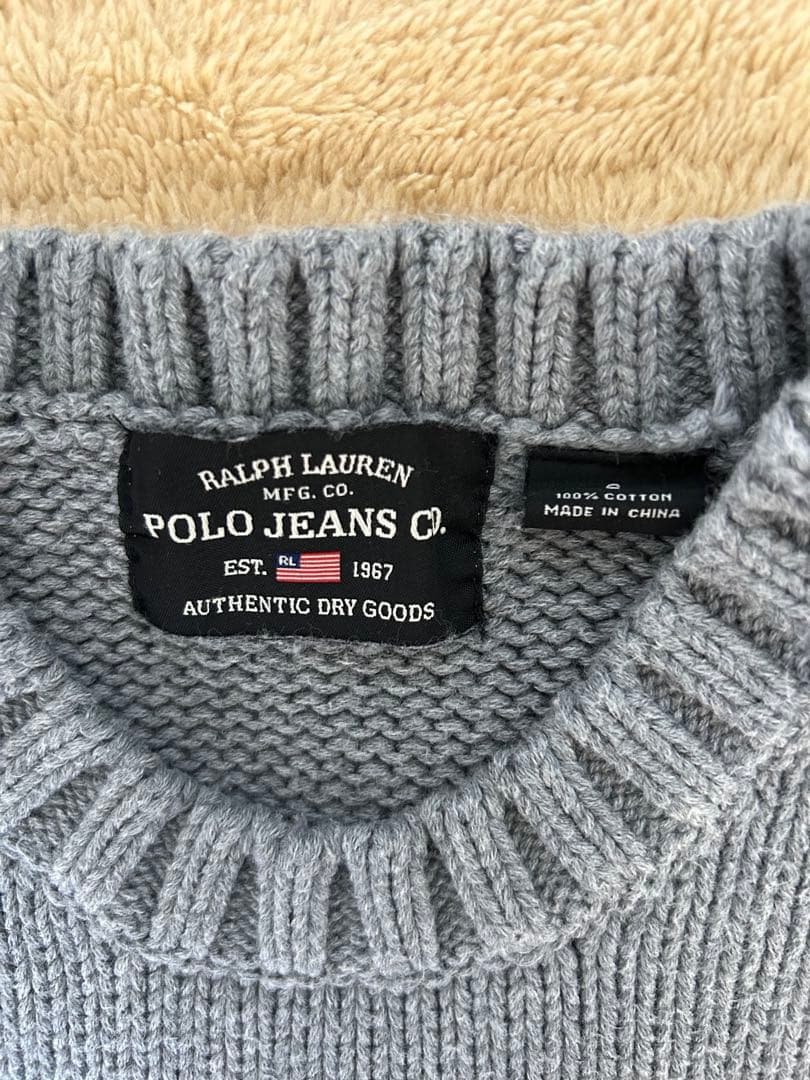 RALPH LAUREN
MFG. CO.
POLO JEANS CO.
EST. RL 1967
AUTHENTIC DRY GOODS
100% COTTON
MADE IN CHINA